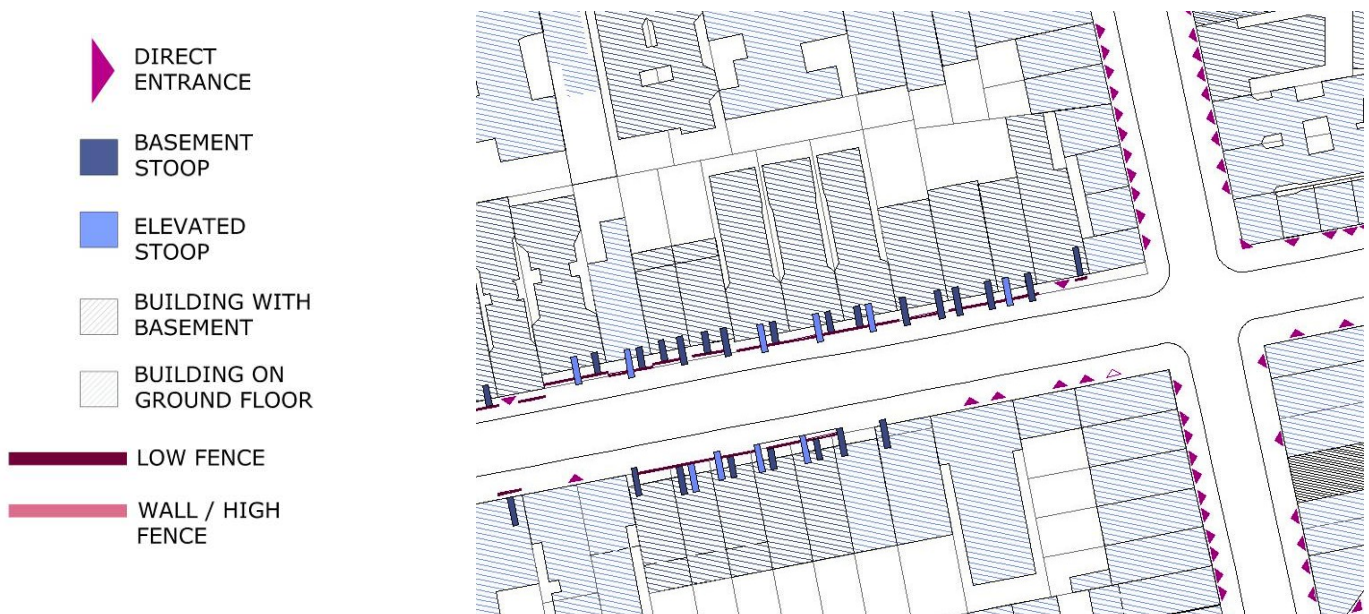 DIRECT
ENTRANCE
BASEMENT
STOOP
ELEVATED
STOOP
BUILDING WITH
BASEMENT
BUILDING ON
GROUND FLOOR
LOW FENCE
WALL / HIGH
FENCE